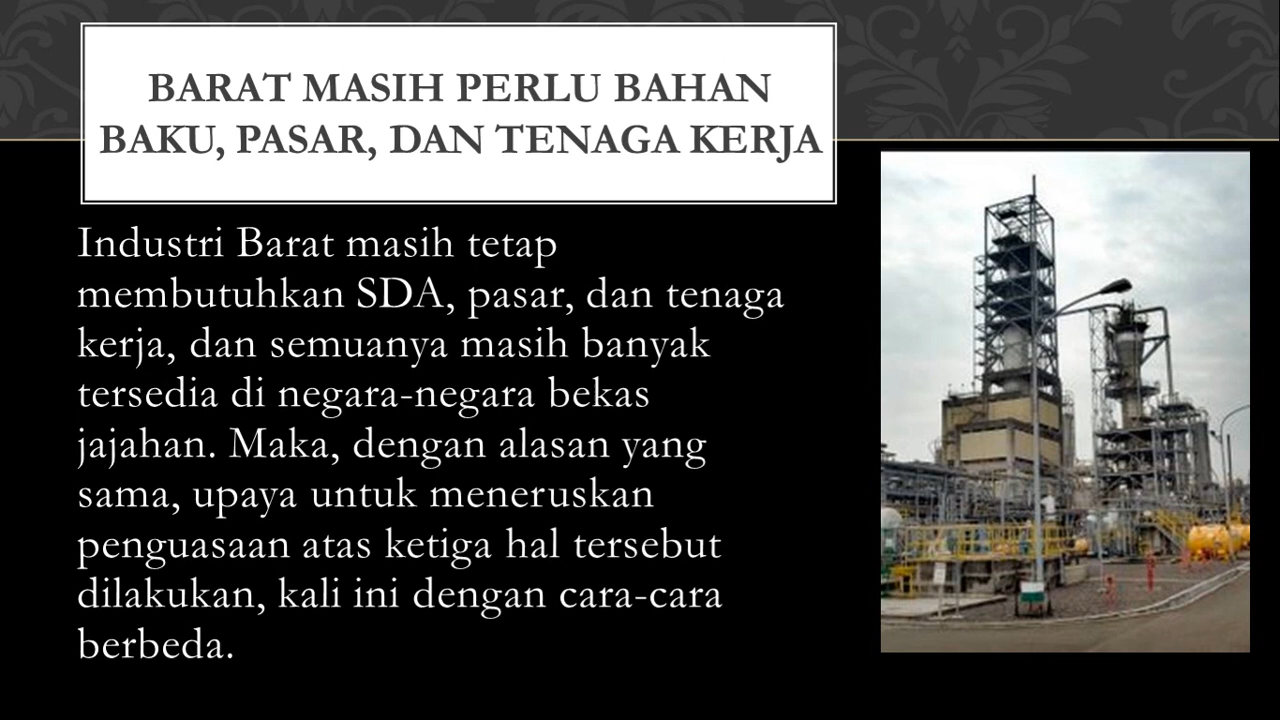 BARAT MASIH PERLU BAHAN
BAKU, PASAR, DAN TENAGA KERJA
Industri Barat masih tetap
membutuhkan SDA, pasar, dan tenaga
kerja, dan semuanya masih banyak
tersedia di negara-negara bekas
jajahan. Maka, dengan alasan yang
sama, upaya untuk meneruskan
penguasaan atas ketiga hal tersebut
dilakukan, kali ini dengan cara-cara
berbeda.